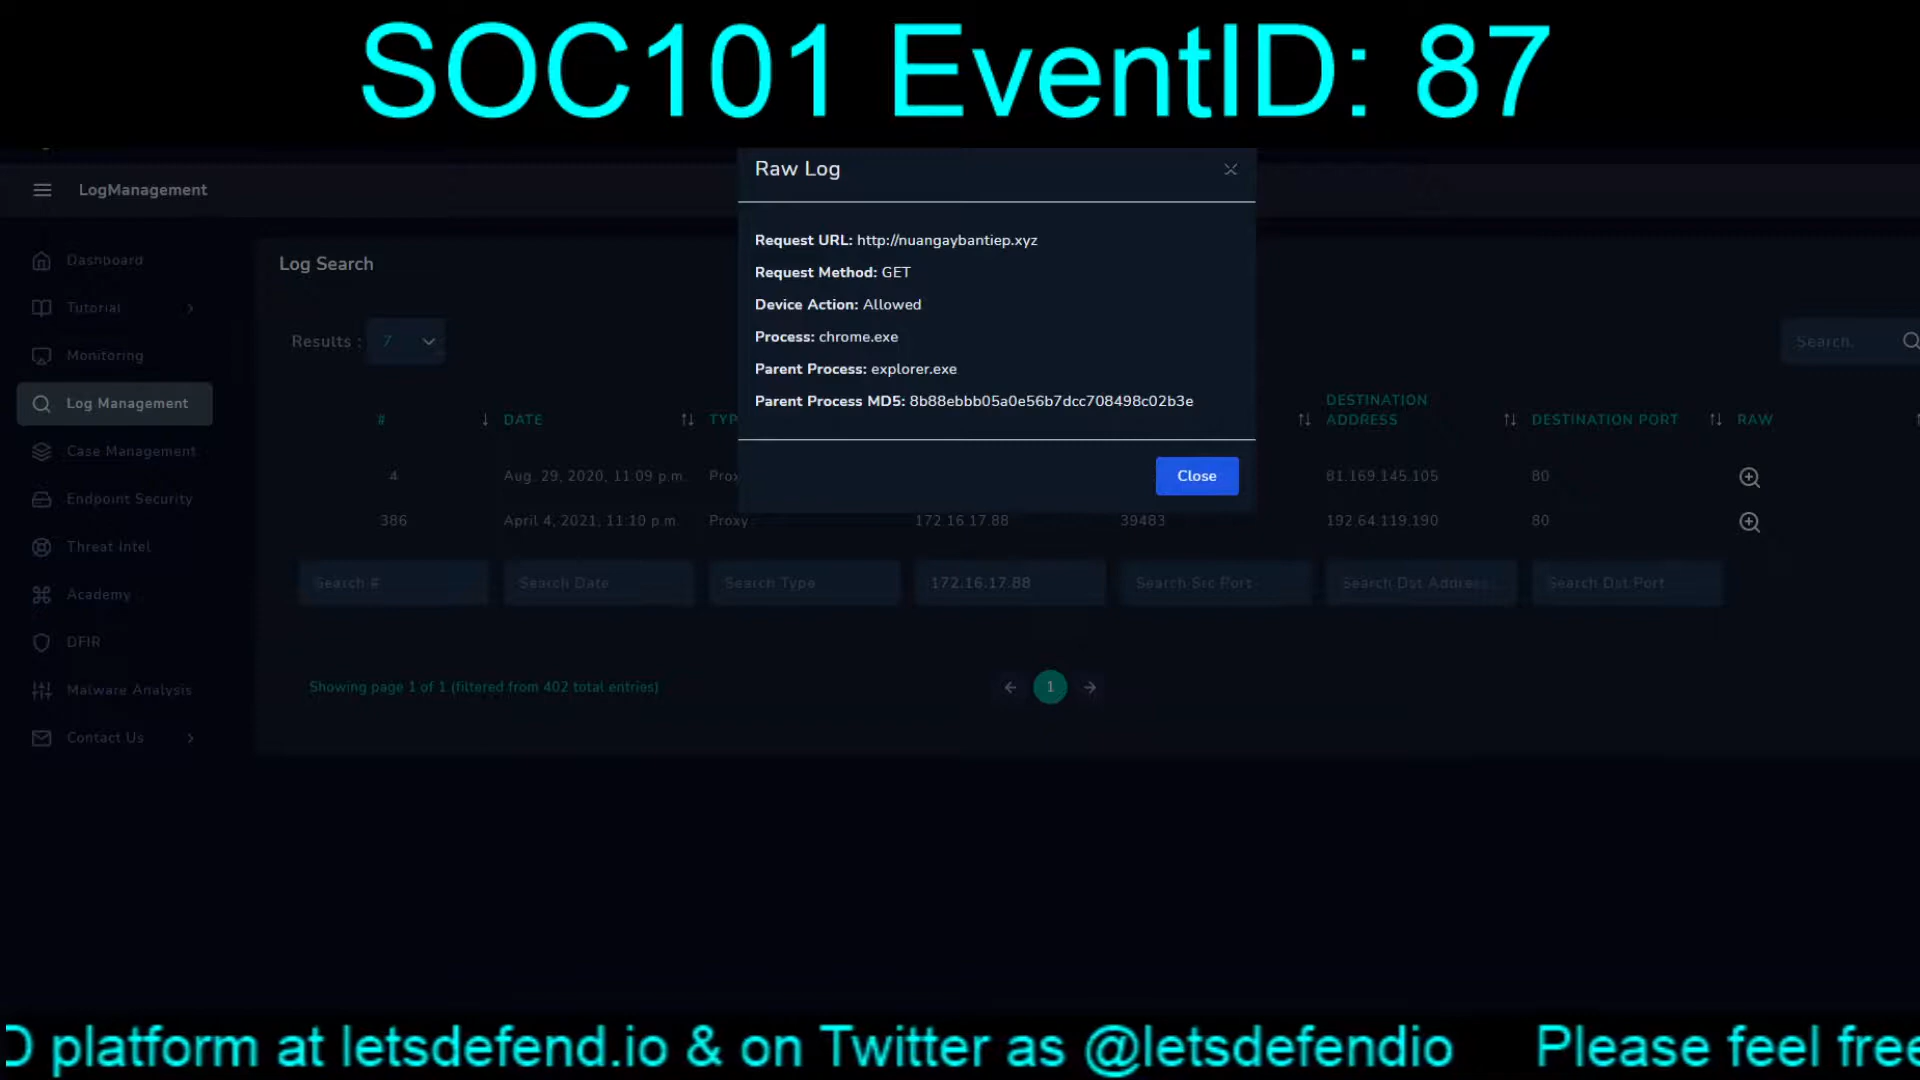 SOC101 EventID: 87
Raw Log
LogManagement
Request URL: http://nuangaybantiep.xyz
Request Method: GET
Device Action: Allowed
Process: chrome.exe
Parent Process: explorer.exe
Parent Process MD5: 8b88ebbb05a0e56b7dcc708498c02b3e
Close
Dashboard
Tutorial
Monitoring
Log Management
Case Management
Endpoint Security
Threat Intel
Academy
DFIR
Malware Analysis
Contact Us
Log Search
Results : 7
Search.
# DATE DESTINATION ADDRESS DESTINATION PORT RAW
4 Aug. 29, 2020, 11:09 p.m. 81.169.145.105 80
386 April 4, 2021, 11:10 p.m. Proxy 172.16.17.88 39483 192.64.119.190 80
Search # Search Date Search Type 172.16.17.88 Search Src Port Search Dst Address Search Dst Port
Showing page 1 of 1 (filtered from 402 total entries)
1
platform at letsdefend.io & on Twitter as @letsdefendio Please feel free